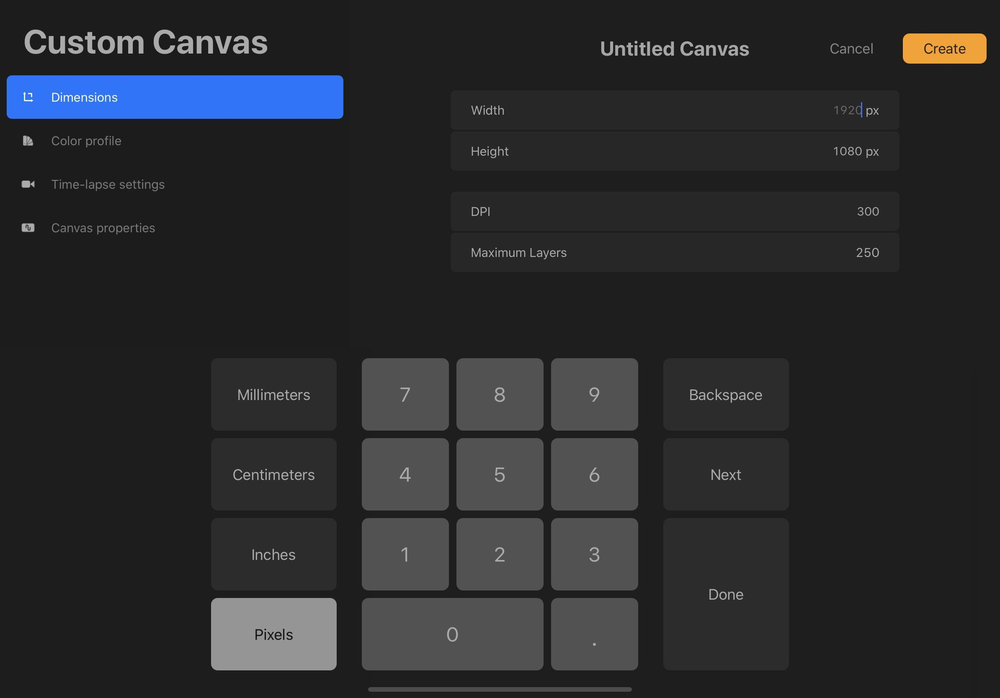 Custom Canvas
Dimensions
Color profile
Time-lapse settings
Canvas properties
Untitled Canvas
Cancel
Create
Width 1920 px
Height 1080 px
DPI 300
Maximum Layers 250
Millimeters 7 8 9 Backspace
Centimeters 4 5 6 Next
Inches 1 2 3
Done
Pixels 0 .